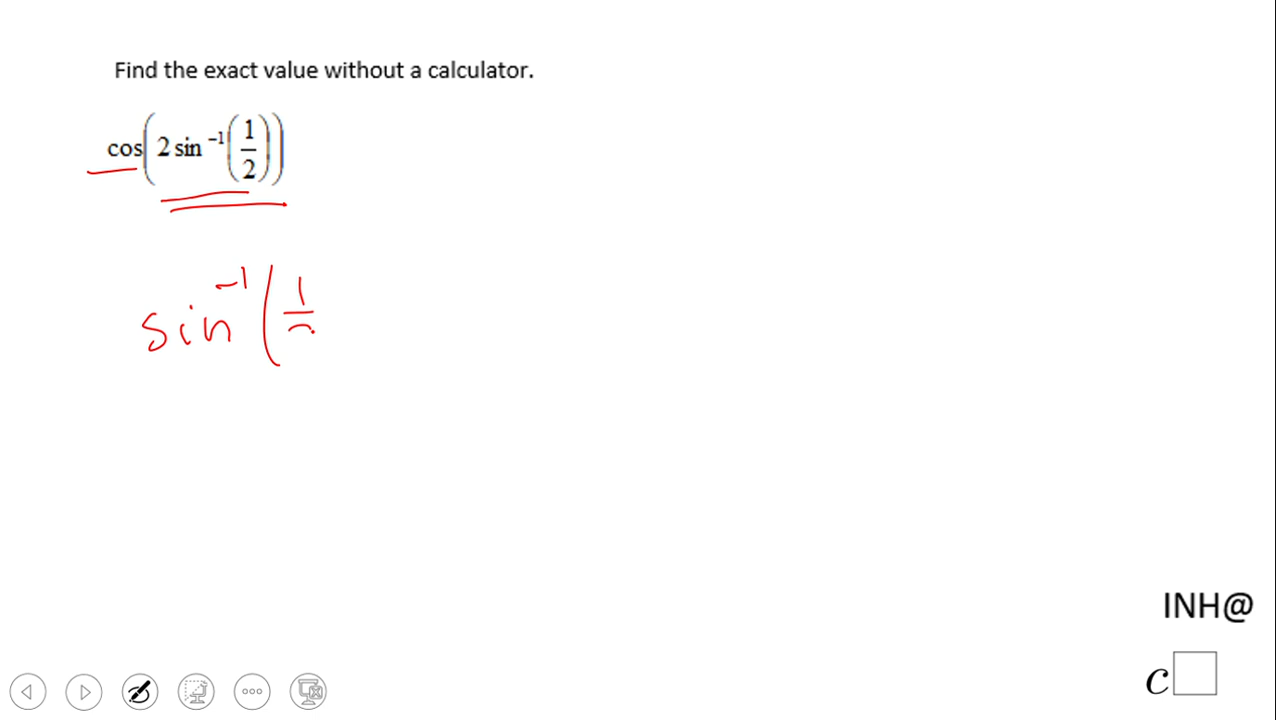 Find the exact value without a calculator.
cos(2 sin⁻¹(1/2))
sin⁻¹(1/
INH@
c□